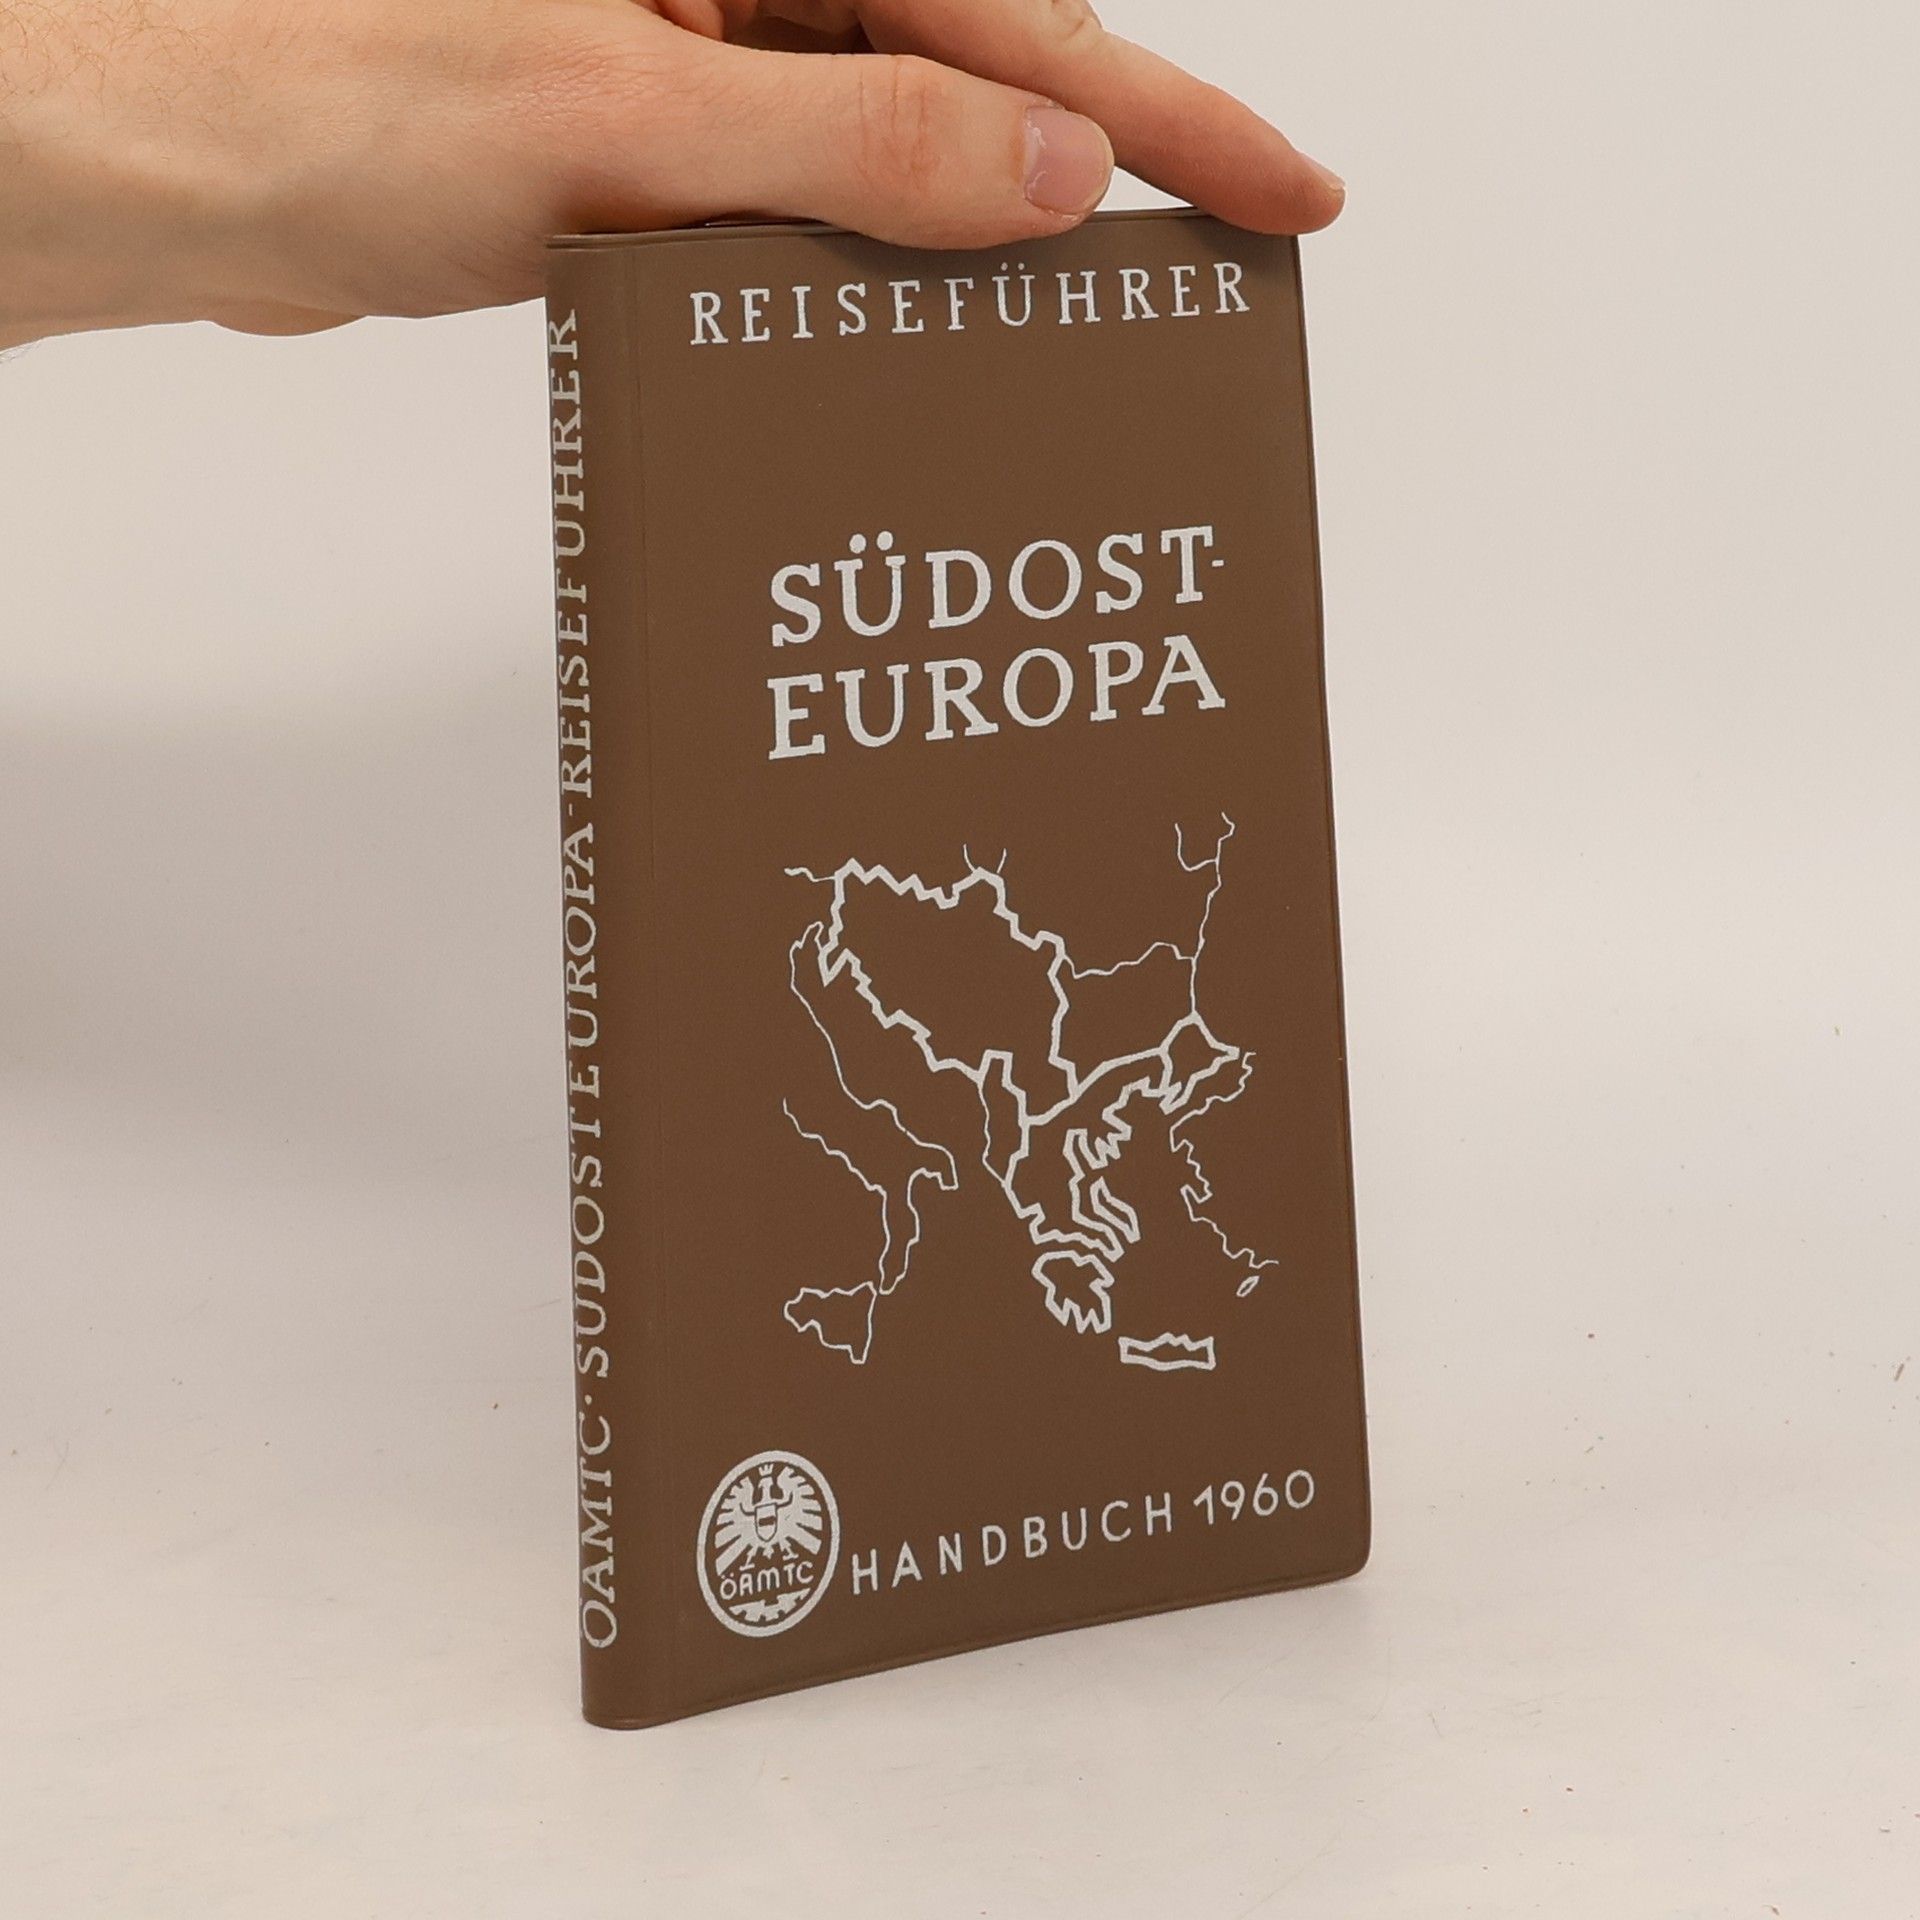 REISEFÜHRER
SÜDOST-
EUROPA
ÖAMTC
HANDBUCH 1960
ÖAMTC · SÜDOSTEUROPA-REISEFÜHRER